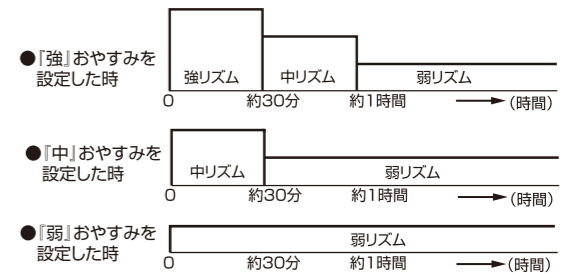 ●『強』おやすみを
設定した時
強リズム 中リズム 弱リズム
0 約30分 約1時間 (時間)
●『中』おやすみを
設定した時
中リズム 弱リズム
0 約30分 約1時間 (時間)
●『弱』おやすみを
設定した時
弱リズム
0 約30分 約1時間 (時間)